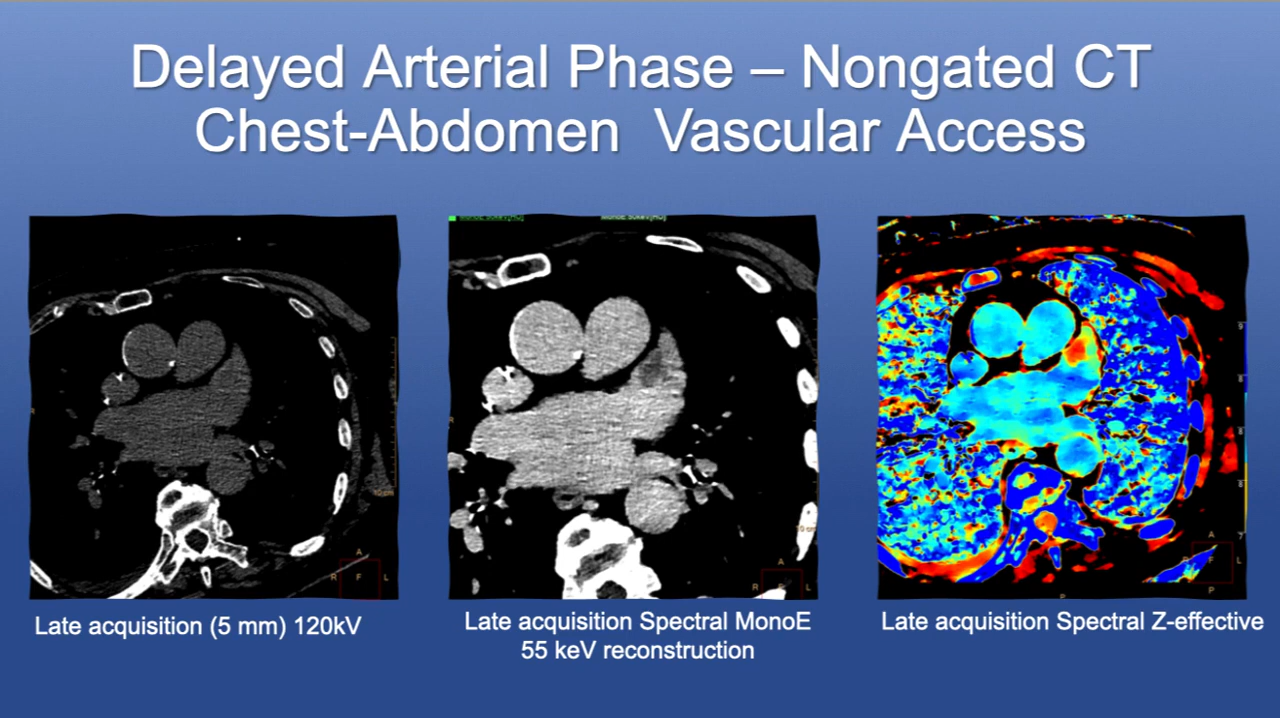 Delayed Arterial Phase – Nongated CT
Chest-Abdomen Vascular Access
A
R F L
A
R L
P
A
R F L
P
Late acquisition (5 mm) 120kV
Late acquisition Spectral MonoE
55 keV reconstruction
Late acquisition Spectral Z-effective